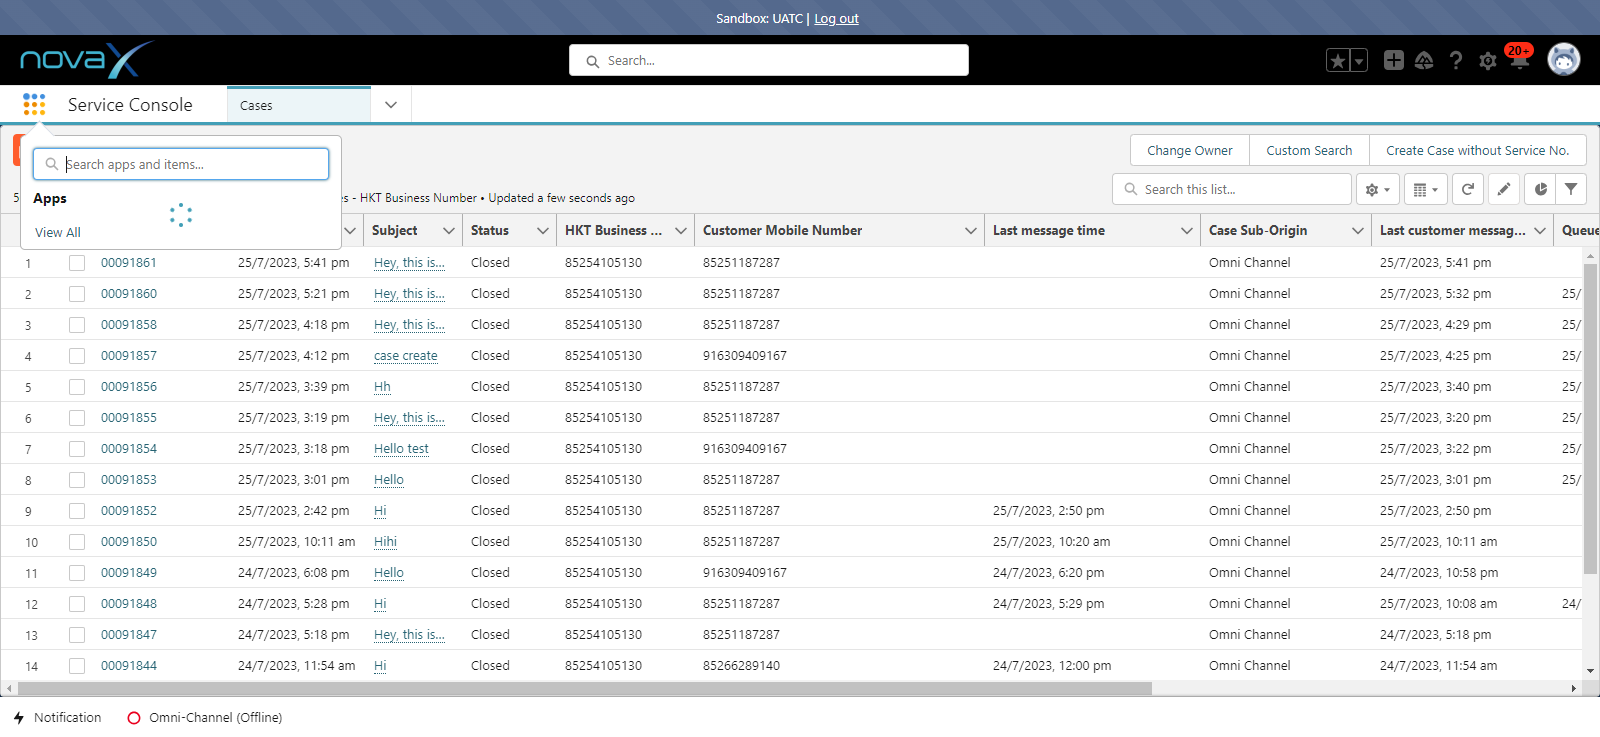 Sandbox: UATC | Log out
novaX
Search...
20+
Service Console
Cases
Search apps and items...
Apps
View All
Change Owner
Custom Search
Create Case without Service No.
- HKT Business Number • Updated a few seconds ago
Search this list...
Subject Status HKT Business ... Customer Mobile Number Last message time Case Sub-Origin Last customer messag... Queue
1 00091861 25/7/2023, 5:41 pm Hey, this is... Closed 85254105130 85251187287 Omni Channel 25/7/2023, 5:41 pm
2 00091860 25/7/2023, 5:21 pm Hey, this is... Closed 85254105130 85251187287 Omni Channel 25/7/2023, 5:32 pm 25/
3 00091858 25/7/2023, 4:18 pm Hey, this is... Closed 85254105130 85251187287 Omni Channel 25/7/2023, 4:29 pm 25/
4 00091857 25/7/2023, 4:12 pm case create Closed 85254105130 916309409167 Omni Channel 25/7/2023, 4:25 pm 25/
5 00091856 25/7/2023, 3:39 pm Hh Closed 85254105130 85251187287 Omni Channel 25/7/2023, 3:40 pm 25/
6 00091855 25/7/2023, 3:19 pm Hey, this is... Closed 85254105130 85251187287 Omni Channel 25/7/2023, 3:20 pm 25/
7 00091854 25/7/2023, 3:18 pm Hello test Closed 85254105130 916309409167 Omni Channel 25/7/2023, 3:22 pm 25/
8 00091853 25/7/2023, 3:01 pm Hello Closed 85254105130 85251187287 Omni Channel 25/7/2023, 3:01 pm 25/
9 00091852 25/7/2023, 2:42 pm Hi Closed 85254105130 85251187287 25/7/2023, 2:50 pm Omni Channel 25/7/2023, 2:50 pm
10 00091850 25/7/2023, 10:11 am Hihi Closed 85254105130 85251187287 25/7/2023, 10:20 am Omni Channel 25/7/2023, 10:11 am
11 00091849 24/7/2023, 6:08 pm Hello Closed 85254105130 916309409167 24/7/2023, 6:20 pm Omni Channel 24/7/2023, 10:58 pm
12 00091848 24/7/2023, 5:28 pm Hi Closed 85254105130 85251187287 24/7/2023, 5:29 pm Omni Channel 25/7/2023, 10:08 am 24/
13 00091847 24/7/2023, 5:18 pm Hey, this is... Closed 85254105130 85251187287 Omni Channel 24/7/2023, 5:18 pm
14 00091844 24/7/2023, 11:54 am Hi Closed 85254105130 85266289140 24/7/2023, 12:00 pm Omni Channel 24/7/2023, 11:54 am
Notification
Omni-Channel (Offline)